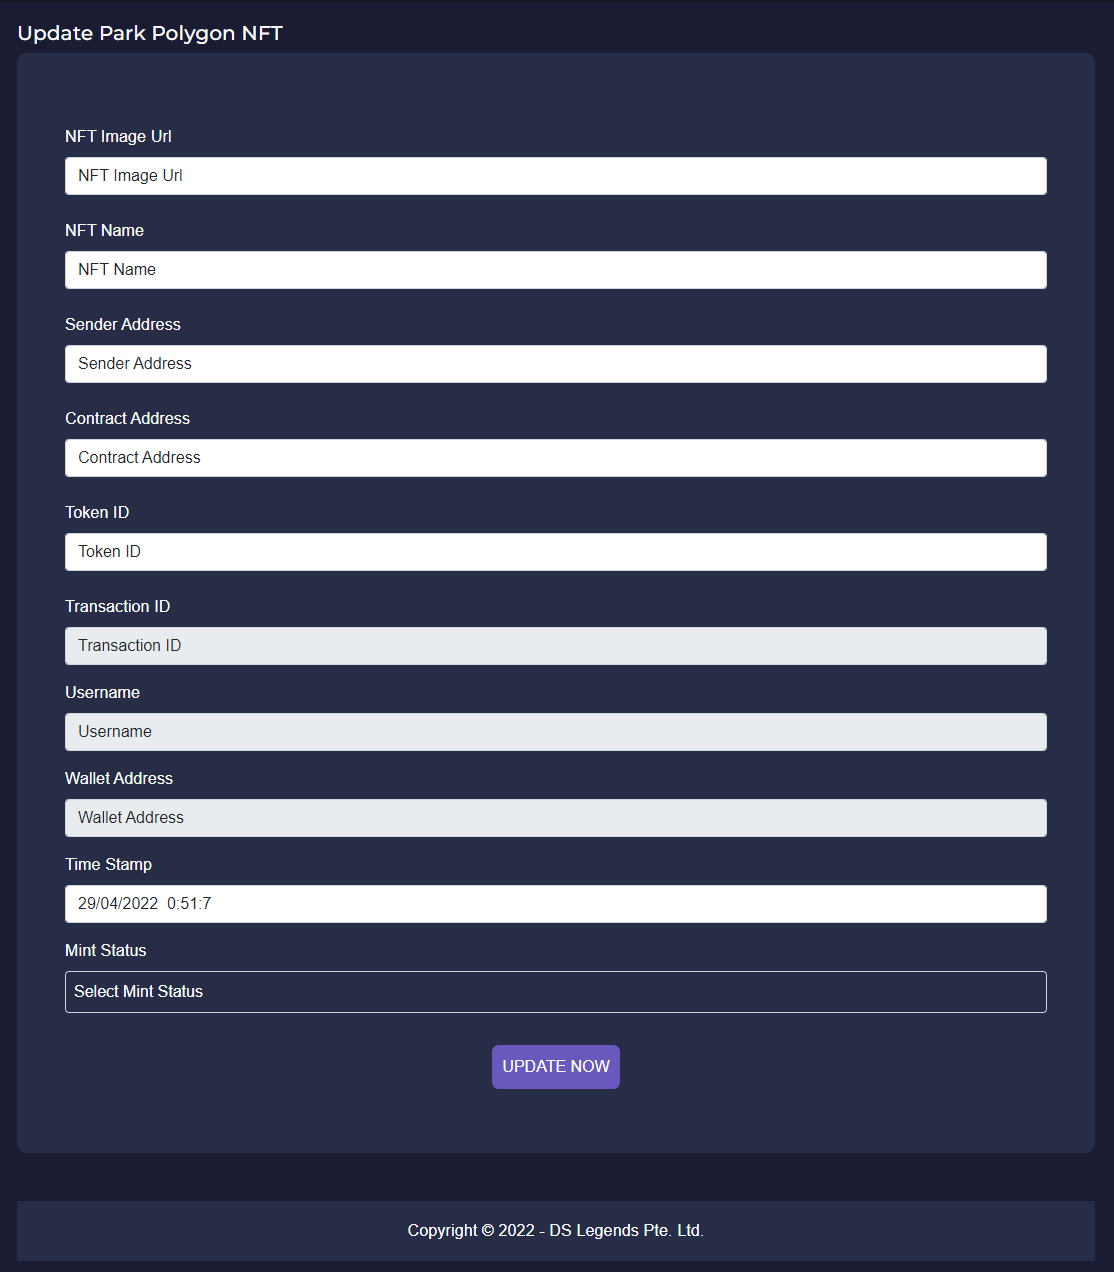 Update Park Polygon NFT
NFT Image Url
NFT Image Url
NFT Name
NFT Name
Sender Address
Sender Address
Contract Address
Contract Address
Token ID
Token ID
Transaction ID
Transaction ID
Username
Username
Wallet Address
Wallet Address
Time Stamp
29/04/2022  0:51:7
Mint Status
Select Mint Status
UPDATE NOW
Copyright © 2022 - DS Legends Pte. Ltd.